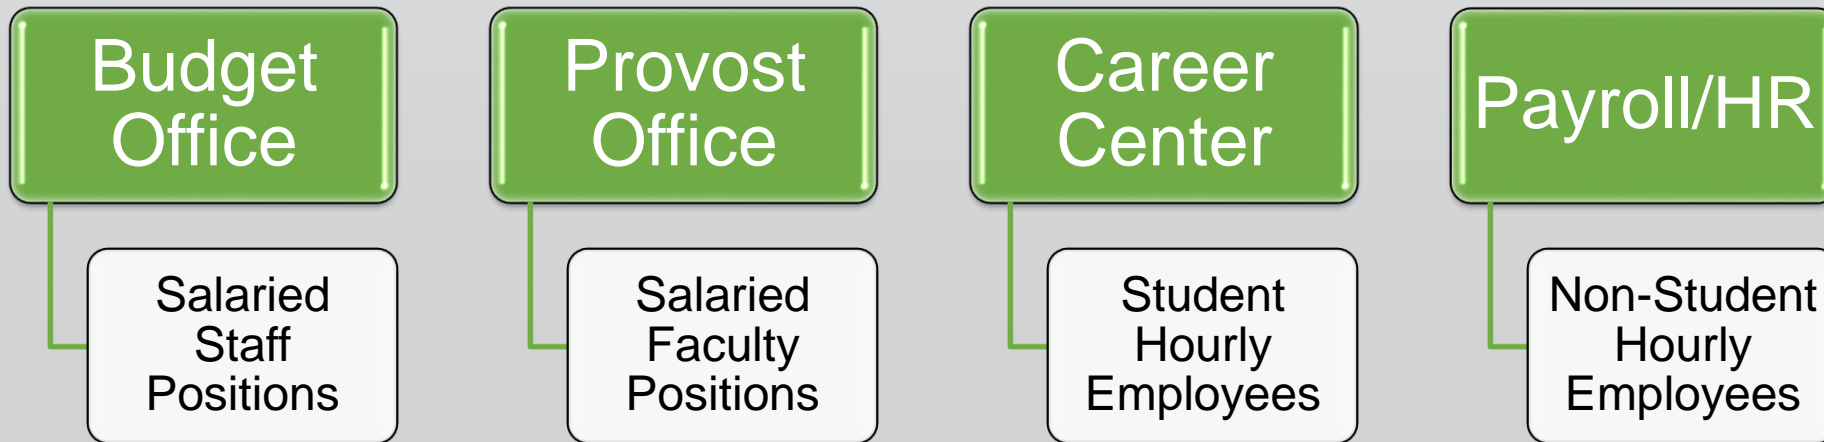 Budget
Office
Provost
Office
Career
Center
Payroll/HR
Salaried
Staff
Positions
Salaried
Faculty
Positions
Student
Hourly
Employees
Non-Student
Hourly
Employees